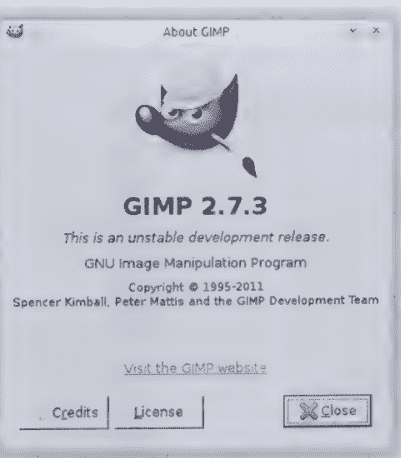 About GIMP
GIMP 2.7.3
This is an unstable development release.
GNU Image Manipulation Program
Copyright © 1995-2011
Spencer Kimball, Peter Mattis and the GIMP Development Team
Visit the GIMP website
Credits
License
Close